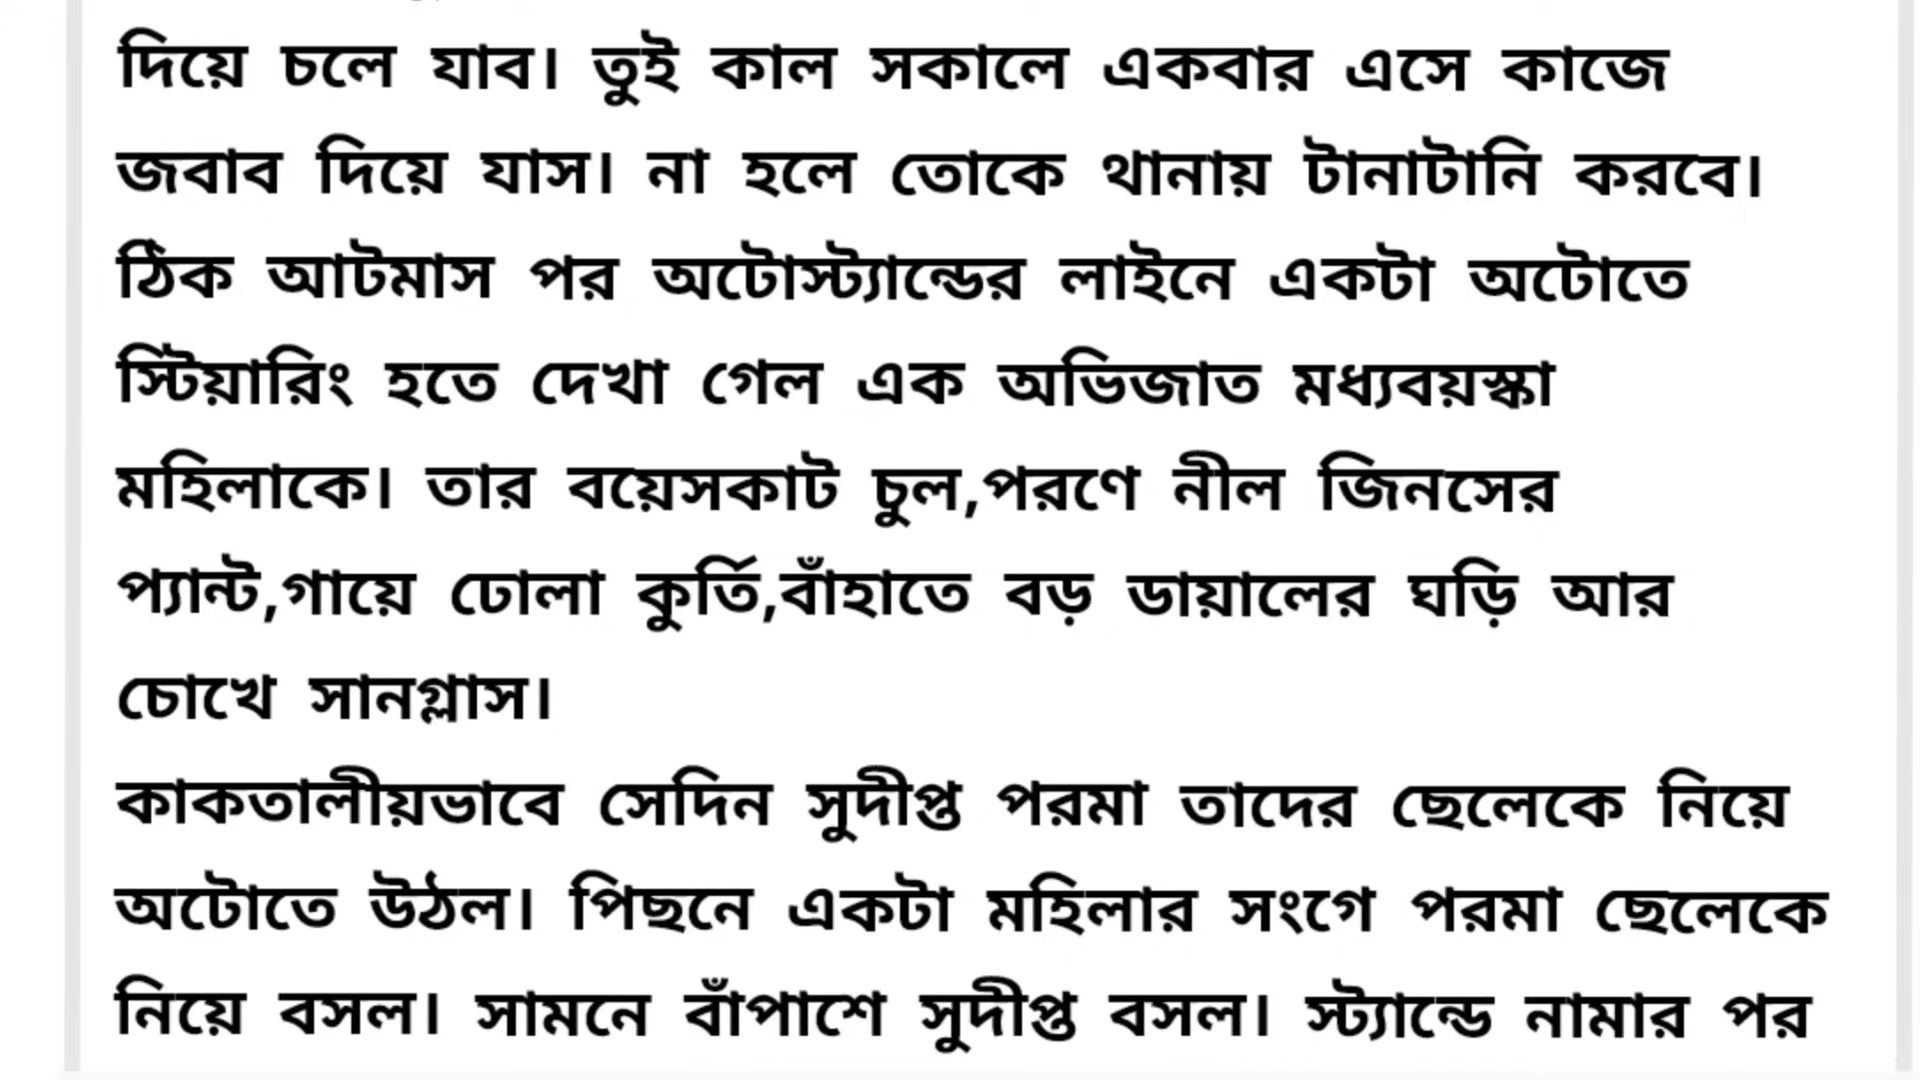 দিয়ে চলে যাব। তুই কাল সকালে একবার এসে কাজে
জবাব দিয়ে যাস। না হলে তোকে থানায় টানাটানি করবে।
ঠিক আটমাস পর অটোস্ট্যান্ডের লাইনে একটা অটোতে
স্টিয়ারিং হতে দেখা গেল এক অভিজাত মধ্যবয়স্কা
মহিলাকে। তার বয়েসকাট চুল,পরণে নীল জিনসের
প্যান্ট,গায়ে ঢোলা কুর্তি,বাঁহাতে বড় ডায়ালের ঘড়ি আর
চোখে সানগ্লাস।
কাকতালীয়ভাবে সেদিন সুদীপ্ত পরমা তাদের ছেলেকে নিয়ে
অটোতে উঠল। পিছনে একটা মহিলার সংগে পরমা ছেলেকে
নিয়ে বসল। সামনে বাঁপাশে সুদীপ্ত বসল। স্ট্যান্ডে নামার পর